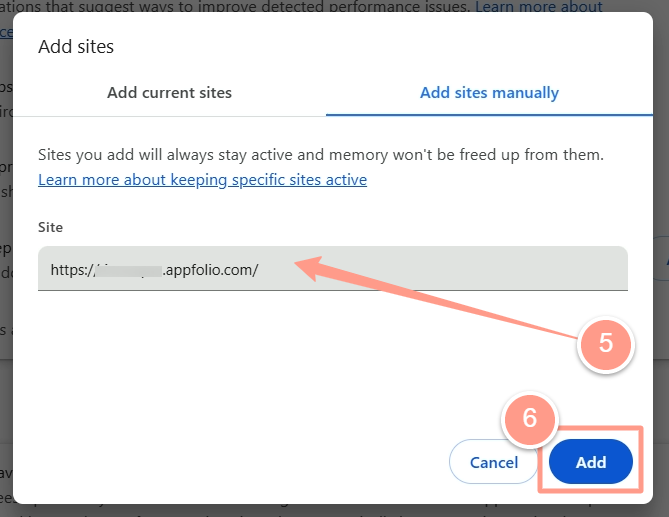 tions that suggest ways to improve detected performance issues. Learn more about
Add sites
Add current sites
Add sites manually
Sites you add will always stay active and memory won't be freed up from them.
Learn more about keeping specific sites active
Site
https://.appfolio.com/
5
6
Cancel
Add